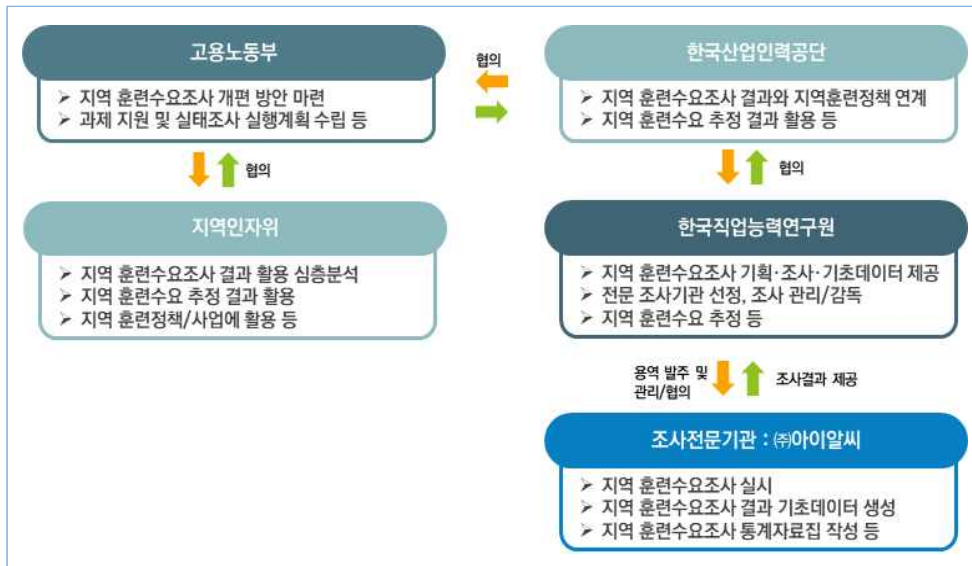 고용노동부
➢ 지역 훈련수요조사 개편 방안 마련
➢ 과제 지원 및 실태조사 실행계획 수립 등
협의
한국산업인력공단
➢ 지역 훈련수요조사 결과와 지역훈련정책 연계
➢ 지역 훈련수요 추정 결과 활용 등
협의
협의
지역인자위
➢ 지역 훈련수요조사 결과 활용 심층분석
➢ 지역 훈련수요 추정 결과 활용
➢ 지역 훈련정책/사업에 활용 등
한국직업능력연구원
➢ 지역 훈련수요조사 기획·조사·기초데이터 제공
➢ 전문 조사기관 선정, 조사 관리/감독
➢ 지역 훈련수요 추정 등
용역 발주 및
관리/협의
조사결과 제공
조사전문기관 : ㈜아이알씨
➢ 지역 훈련수요조사 실시
➢ 지역 훈련수요조사 결과 기초데이터 생성
➢ 지역 훈련수요조사 통계자료집 작성 등